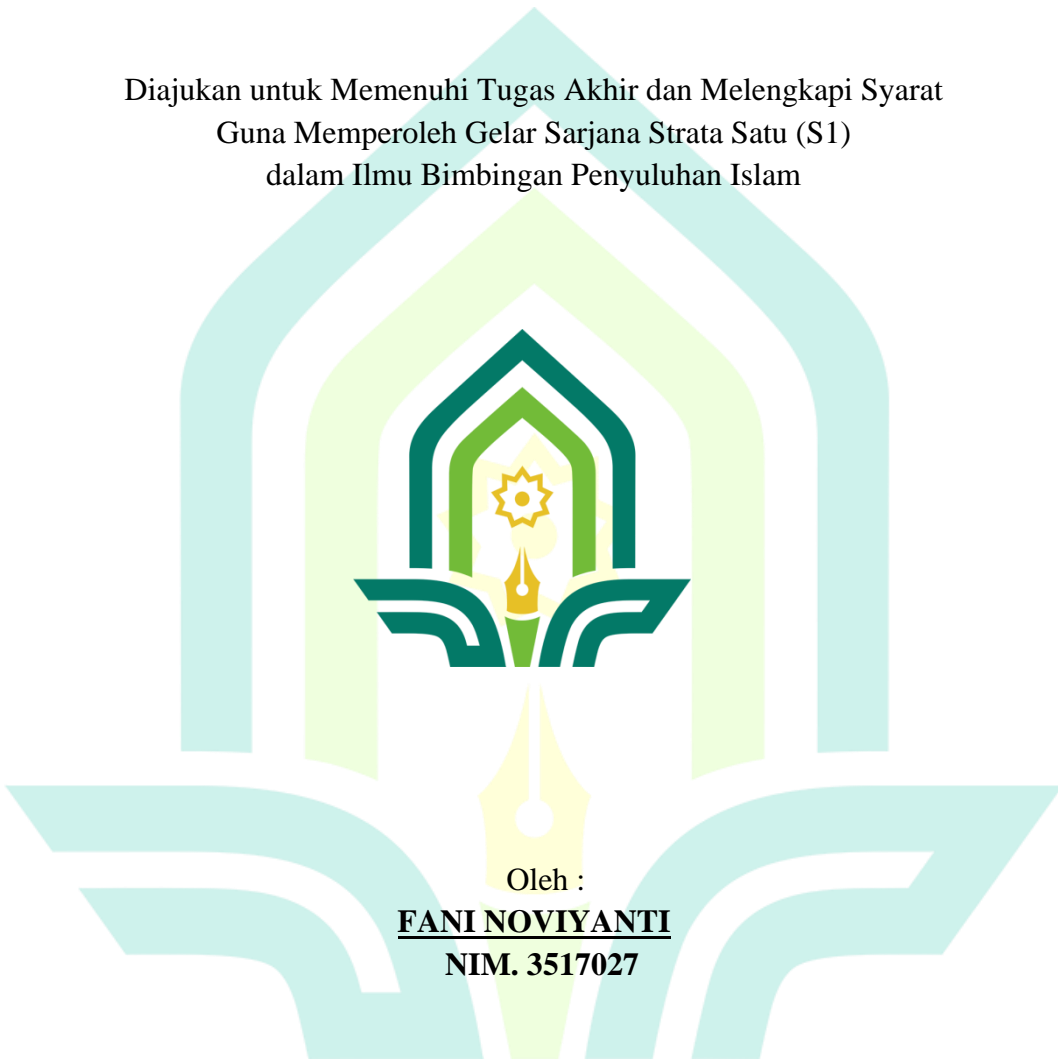 Diajukan untuk Memenuhi Tugas Akhir dan Melengkapi Syarat
Guna Memperoleh Gelar Sarjana Strata Satu (S1)
dalam Ilmu Bimbingan Penyuluhan Islam
Oleh :
FANI NOVIYANTI
NIM. 3517027